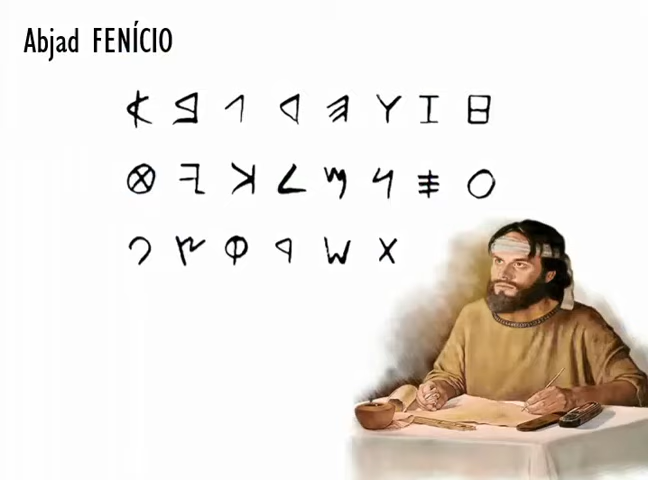 Abjad FENÍCIO
𐤀 𐤁 𐤂 𐤃 𐤄 𐤅 𐤆 𐤇
𐤈 𐤉 𐤊 𐤋 𐤌 𐤍 𐤎 𐤏
𐤐 𐤑 𐤒 𐤓 𐤔 𐤕